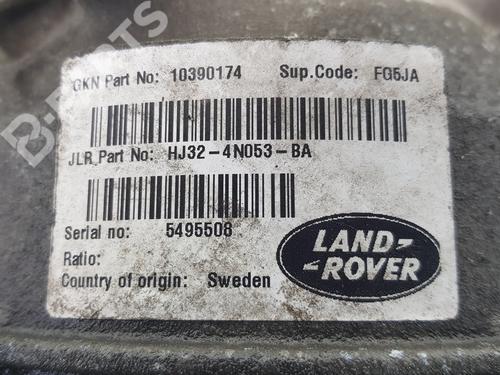 B-PARTS
GKN Part No: 10390174 Sup.Code: FG5JA
JLR Part No: HJ32-4N053-BA
Serial no: 5495508
Ratio:
Country of origin: Sweden
LAND-
-ROVER